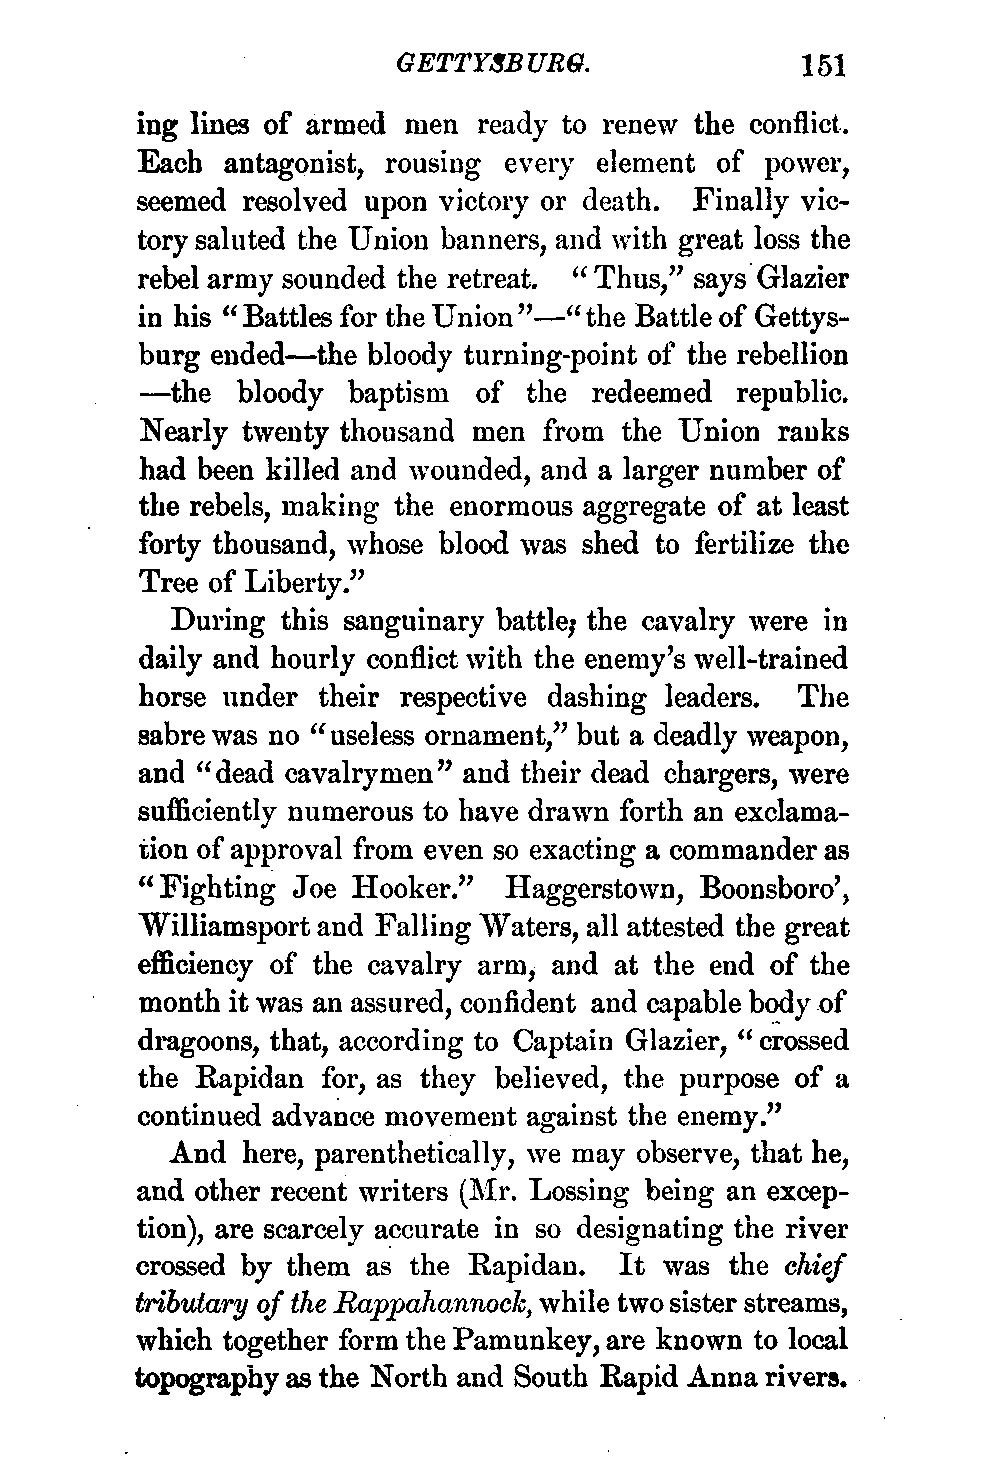 GETTYSBURG. 151
ing lines of armed men ready to renew the conflict.
Each antagonist, rousing every element of power,
seemed resolved upon victory or death. Finally vic-
tory saluted the Union banners, and with great loss the
rebel army sounded the retreat. “Thus,” says Glazier
in his “Battles for the Union”—“the Battle of Gettys-
burg ended—the bloody turning-point of the rebellion
—the bloody baptism of the redeemed republic.
Nearly twenty thousand men from the Union ranks
had been killed and wounded, and a larger number of
the rebels, making the enormous aggregate of at least
forty thousand, whose blood was shed to fertilize the
Tree of Liberty.”
During this sanguinary battle; the cavalry were in
daily and hourly conflict with the enemy’s well-trained
horse under their respective dashing leaders. The
sabre was no “useless ornament,” but a deadly weapon,
and “dead cavalrymen” and their dead chargers, were
sufficiently numerous to have drawn forth an exclama-
tion of approval from even so exacting a commander as
“Fighting Joe Hooker.” Haggerstown, Boonsboro’,
Williamsport and Falling Waters, all attested the great
efficiency of the cavalry arm, and at the end of the
month it was an assured, confident and capable body of
dragoons, that, according to Captain Glazier, “crossed
the Rapidan for, as they believed, the purpose of a
continued advance movement against the enemy.”
And here, parenthetically, we may observe, that he,
and other recent writers (Mr. Lossing being an excep-
tion), are scarcely accurate in so designating the river
crossed by them as the Rapidan. It was the chief
tributary of the Rappahannock, while two sister streams,
which together form the Pamunkey, are known to local
topography as the North and South Rapid Anna rivers.